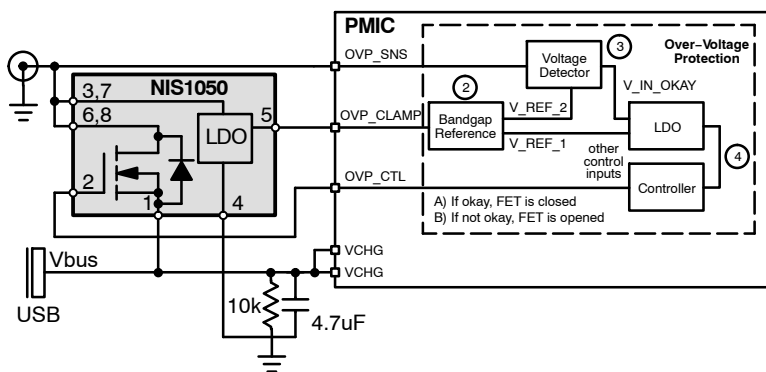 PMIC
OVP_SNS
Voltage
Detector
3
Over–Voltage
Protection
NIS1050
3,7
6,8
LDO
5
2
V_IN_OKAY
OVP_CLAMP
Bandgap
Reference
V_REF_2
V_REF_1
LDO
2
1
4
OVP_CTL
other
control
inputs
Controller
4
A) If okay, FET is closed
B) If not okay, FET is opened
Vbus
USB
VCHG
VCHG
10k
4.7uF